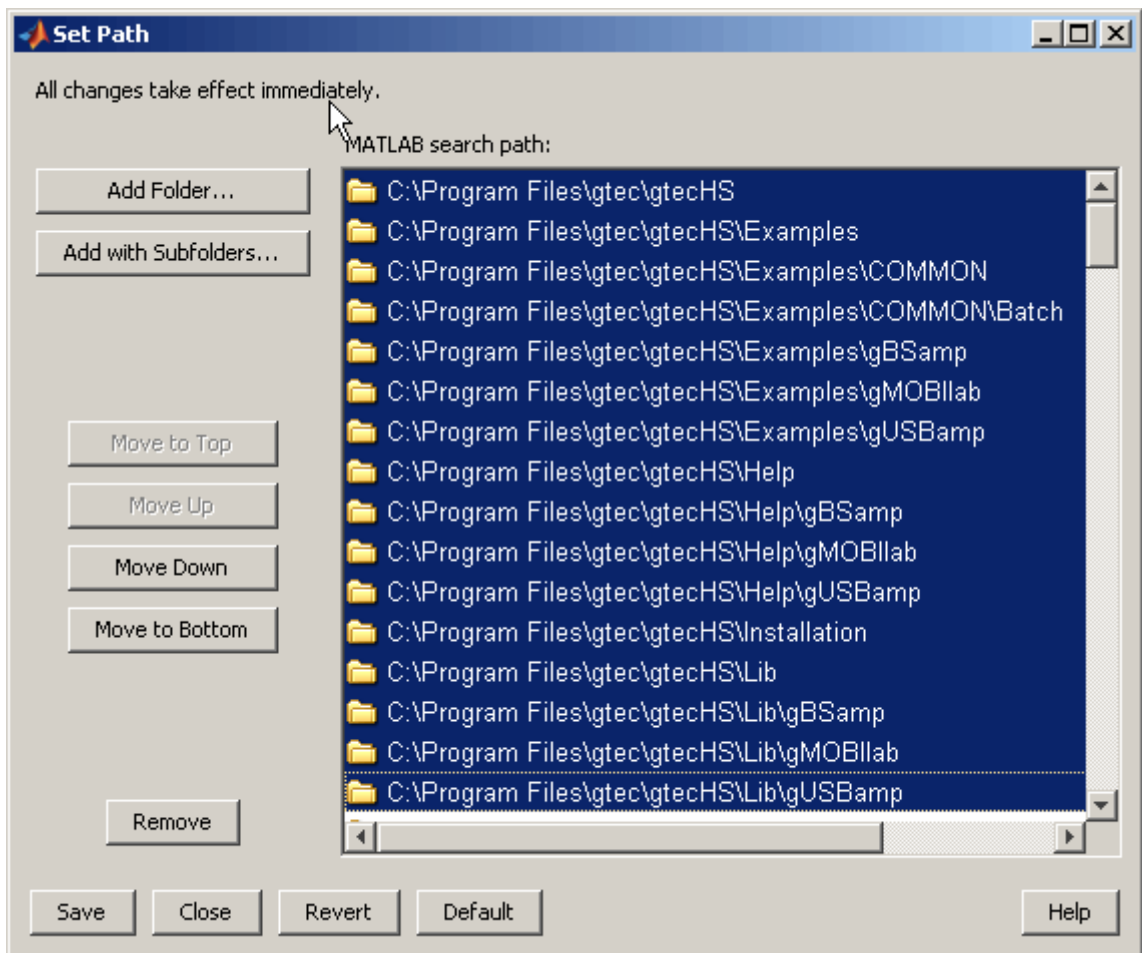 Set Path
All changes take effect immediately.
MATLAB search path:
Add Folder...
Add with Subfolders...
Move to Top
Move Up
Move Down
Move to Bottom
Remove
C:\Program Files\gtec\gtecHS
C:\Program Files\gtec\gtecHS\Examples
C:\Program Files\gtec\gtecHS\Examples\COMMON
C:\Program Files\gtec\gtecHS\Examples\COMMON\Batch
C:\Program Files\gtec\gtecHS\Examples\gBSamp
C:\Program Files\gtec\gtecHS\Examples\gMOBIlab
C:\Program Files\gtec\gtecHS\Examples\gUSBamp
C:\Program Files\gtec\gtecHS\Help
C:\Program Files\gtec\gtecHS\Help\gBSamp
C:\Program Files\gtec\gtecHS\Help\gMOBIlab
C:\Program Files\gtec\gtecHS\Help\gUSBamp
C:\Program Files\gtec\gtecHS\Installation
C:\Program Files\gtec\gtecHS\Lib
C:\Program Files\gtec\gtecHS\Lib\gBSamp
C:\Program Files\gtec\gtecHS\Lib\gMOBIlab
C:\Program Files\gtec\gtecHS\Lib\gUSBamp
Save Close Revert Default Help